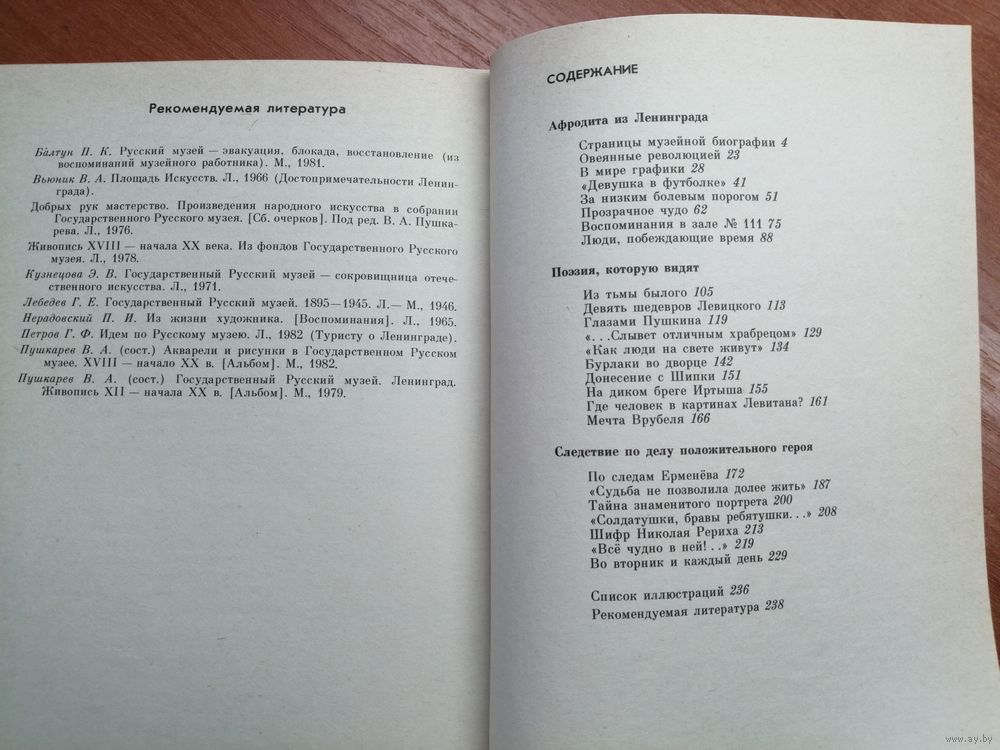 Рекомендуемая литература
Балтун П. К. Русский музей — эвакуация, блокада, восстановление (из
воспоминаний музейного работника). М., 1981.
Вьюник В. А. Площадь Искусств. Л., 1966 (Достопримечательности Ленин-
града).
Добрых рук мастерство. Произведения народного искусства в собрании
Государственного Русского музея. [Сб. очерков]. Под ред. В. А. Пушка-
рева. Л., 1976.
Живопись XVIII — начала XX века. Из фондов Государственного Русского
музея. Л., 1978.
Кузнецова Э. В. Государственный Русский музей — сокровищница отече-
ственного искусства. Л., 1971.
Лебедев Г. Е. Государственный Русский музей. 1895—1945. Л.— М., 1946.
Нерадовский П. И. Из жизни художника. [Воспоминания]. Л., 1965.
Петров Г. Ф. Идем по Русскому музею. Л., 1982 (Туристу о Ленинграде).
Пушкарев В. А. (сост.) Акварели и рисунки в Государственном Русском
музее. XVIII — начало XX в. [Альбом]. М., 1982.
Пушкарев В. А. (сост.) Государственный Русский музей. Ленинград.
Живопись XII — начала XX в. [Альбом]. М., 1979.
СОДЕРЖАНИЕ
Афродита из Ленинграда
Страницы музейной биографии 4
Овеянные революцией 23
В мире графики 28
«Девушка в футболке» 41
За низким болевым порогом 51
Прозрачное чудо 62
Воспоминания в зале № 111 75
Люди, побеждающие время 88
Поэзия, которую видят
Из тьмы былого 105
Девять шедевров Левицкого 113
Глазами Пушкина 119
«. . .Слывет отличным храбрецом» 129
«Как люди на свете живут» 134
Бурлаки во дворце 142
Донесение с Шипки 151
На диком бреге Иртыша 155
Где человек в картинах Левитана? 161
Мечта Врубеля 166
Следствие по делу положительного героя
По следам Ерменёва 172
«Судьба не позволила долее жить» 187
Тайна знаменитого портрета 200
«Солдатушки, бравы ребятушки. . .» 208
Шифр Николая Рериха 213
«Всё чудно в ней! . .» 219
Во вторник и каждый день 229
Список иллюстраций 236
Рекомендуемая литература 238
www.ay.by